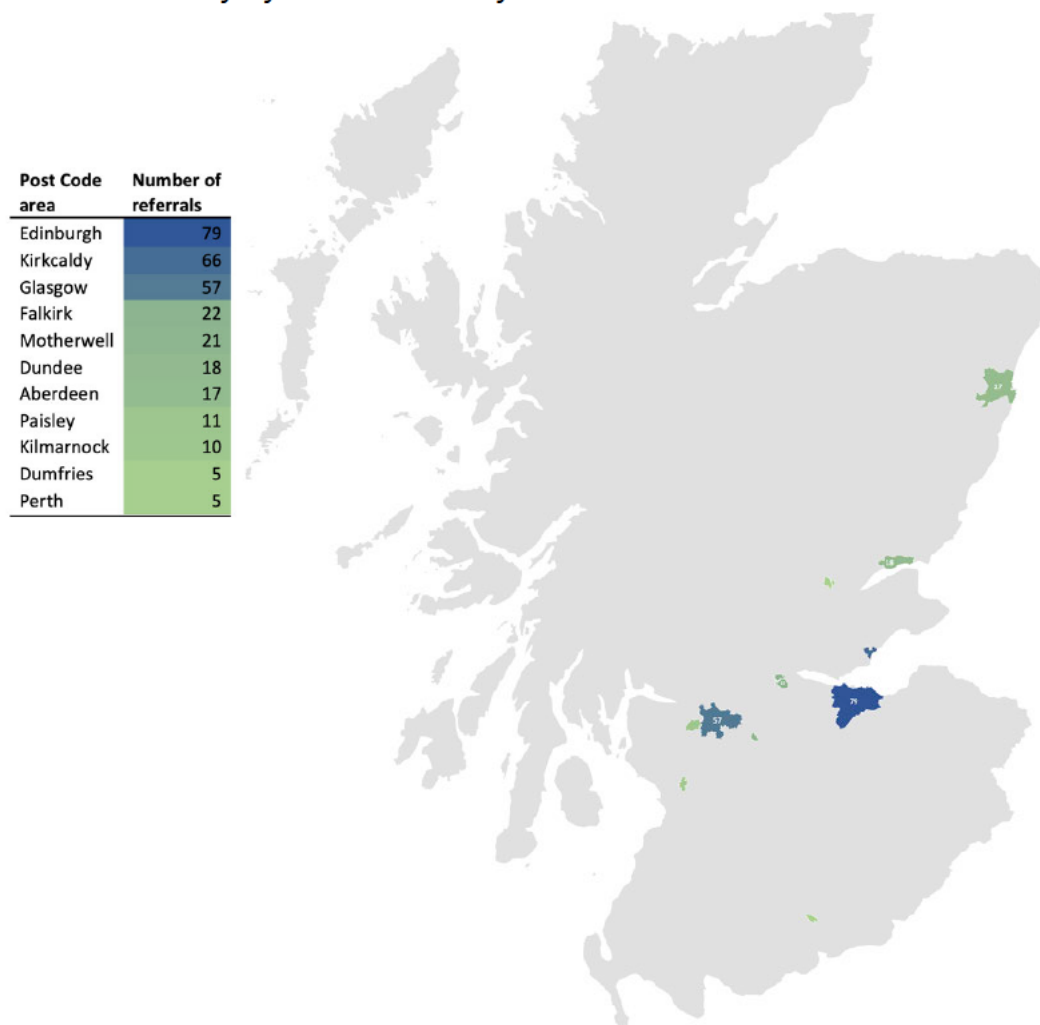 Post Code Number of
area referrals
Edinburgh 79
Kirkcaldy 66
Glasgow 57
Falkirk 22
Motherwell 21
Dundee 18
Aberdeen 17
Paisley 11
Kilmarnock 10
Dumfries 5
Perth 5
17
18
79
57